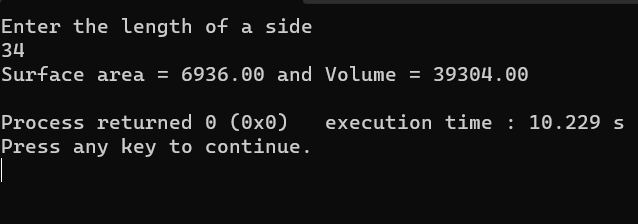 Enter the length of a side
34
Surface area = 6936.00 and Volume = 39304.00
Process returned 0 (0x0)   execution time : 10.229 s
Press any key to continue.